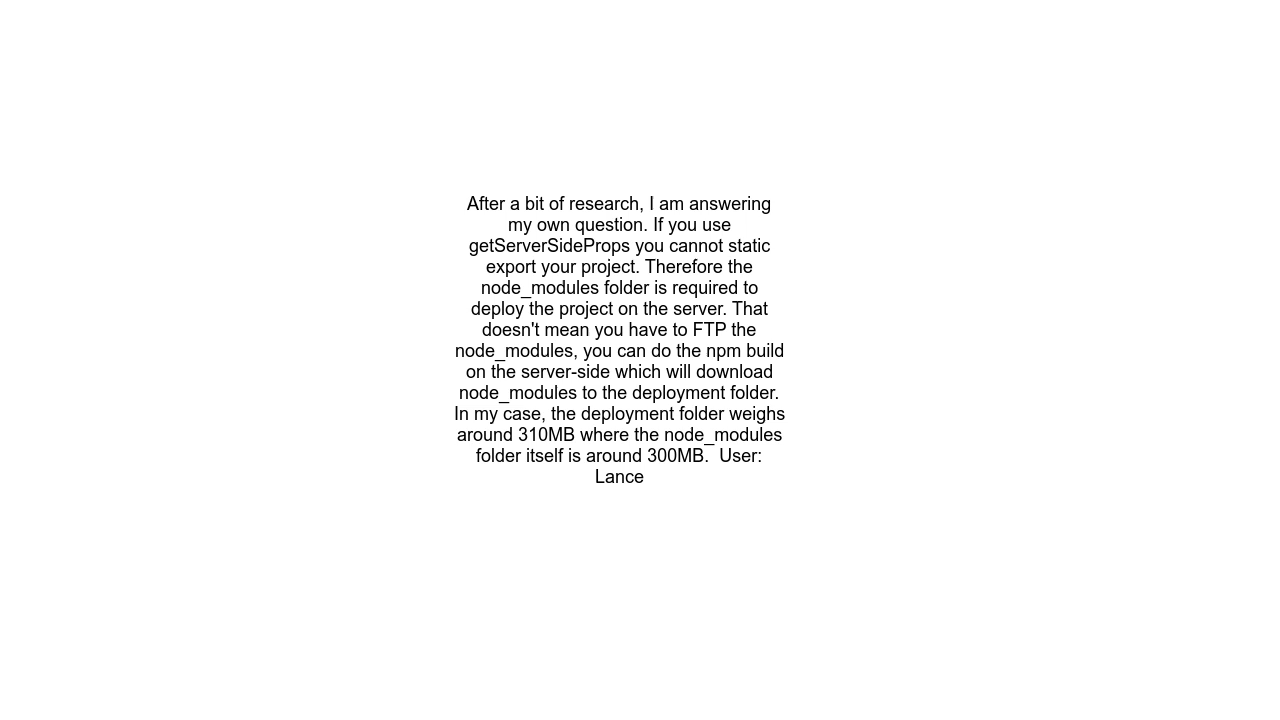 After a bit of research, I am answering
my own question. If you use
getServerSideProps you cannot static
export your project. Therefore the
node_modules folder is required to
deploy the project on the server. That
doesn't mean you have to FTP the
node_modules, you can do the npm build
on the server-side which will download
node_modules to the deployment folder.
In my case, the deployment folder weighs
around 310MB where the node_modules
folder itself is around 300MB.  User:
Lance